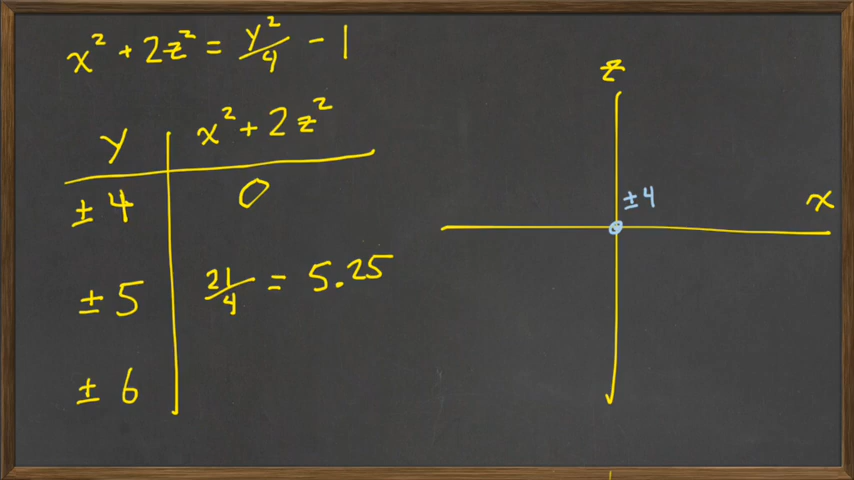 x² + 2z² = y²/4 - 1
y x² + 2z²
± 4 0
± 5 21/4 = 5.25
± 6
z
± 4
x